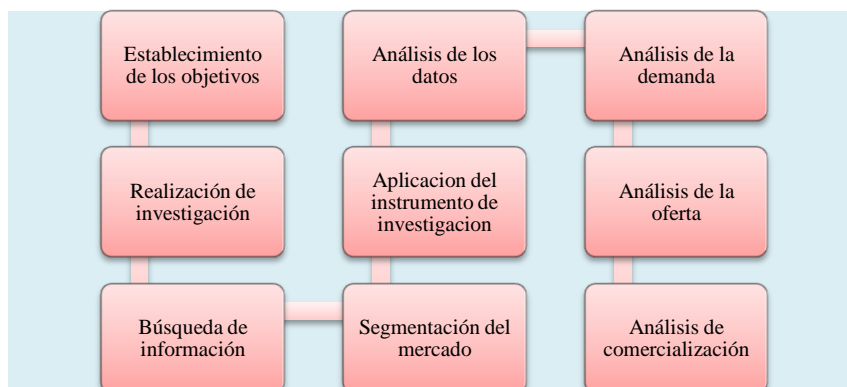 Establecimiento
de los objetivos
Realización de
investigación
Búsqueda de
información
Segmentación del
mercado
Aplicacion del
instrumento de
investigacion
Análisis de los
datos
Análisis de la
demanda
Análisis de la
oferta
Análisis de
comercialización